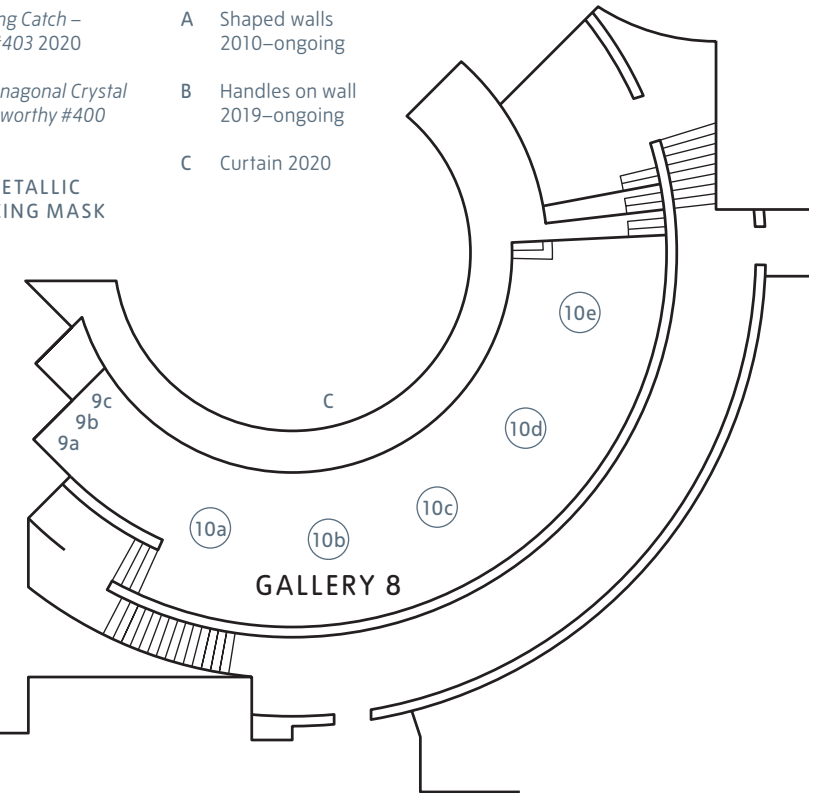 ng Catch –
#403 2020
nagonal Crystal
worthy #400
ETALLIC
ING MASK
A Shaped walls
2010–ongoing
B Handles on wall
2019–ongoing
C Curtain 2020
10e
C
9c
9b
9a
10d
10c
10a
10b
GALLERY 8